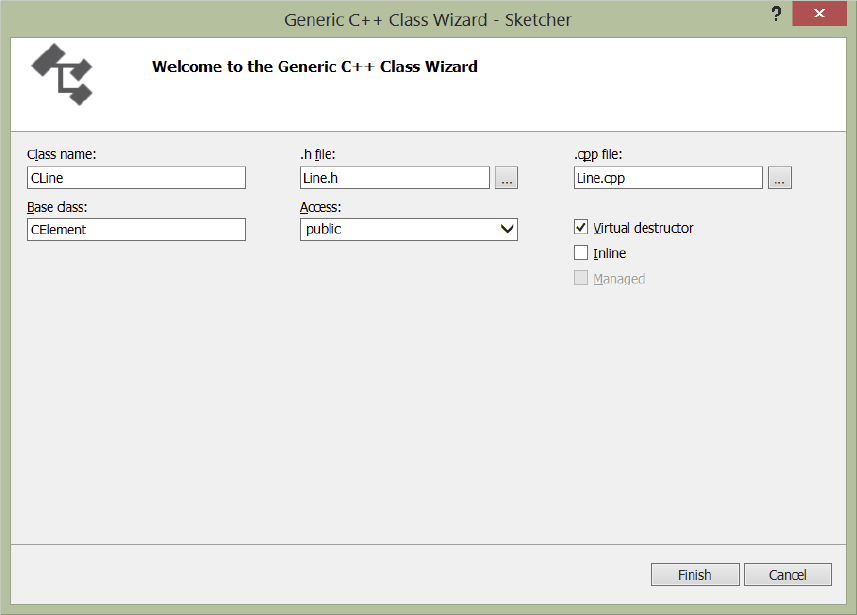 Generic C++ Class Wizard - Sketcher
?
Welcome to the Generic C++ Class Wizard
Class name:
.h file:
.cpp file:
CLine
Line.h
...
Line.cpp
...
Base class:
Access:
CElement
public
Virtual destructor
Inline
Managed
Finish
Cancel